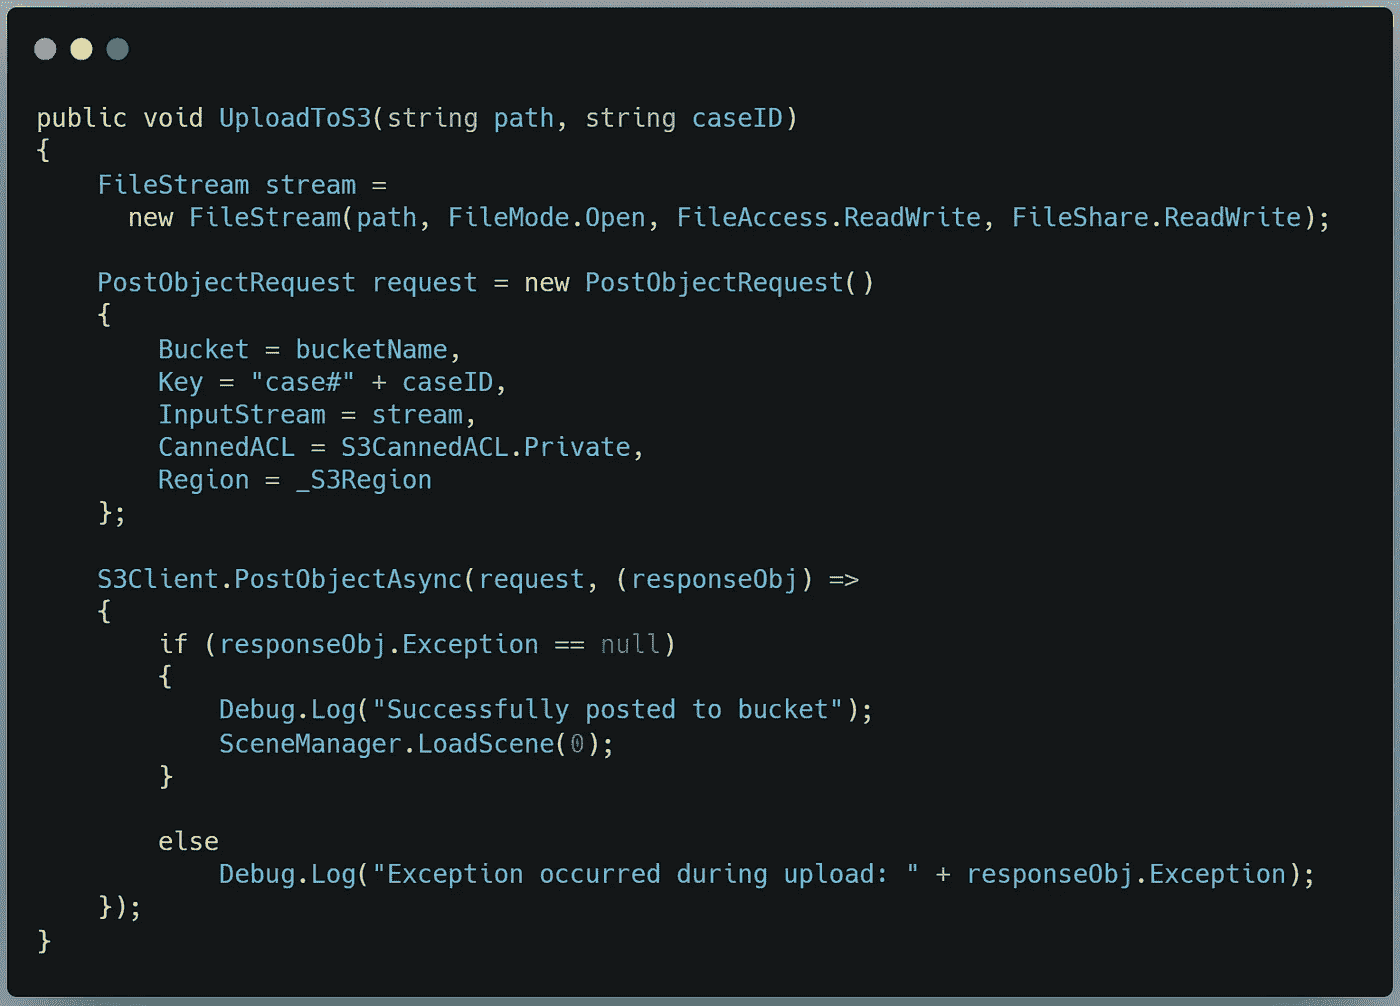 public void UploadToS3(string path, string caseID)
{
    FileStream stream =
      new FileStream(path, FileMode.Open, FileAccess.ReadWrite, FileShare.ReadWrite);

    PostObjectRequest request = new PostObjectRequest()
    {
        Bucket = bucketName,
        Key = "case#" + caseID,
        InputStream = stream,
        CannedACL = S3CannedACL.Private,
        Region = _S3Region
    };

    S3Client.PostObjectAsync(request, (responseObj) =>
    {
        if (responseObj.Exception == null)
        {
            Debug.Log("Successfully posted to bucket");
            SceneManager.LoadScene(0);
        }

        else
            Debug.Log("Exception occurred during upload: " + responseObj.Exception);
    });
}